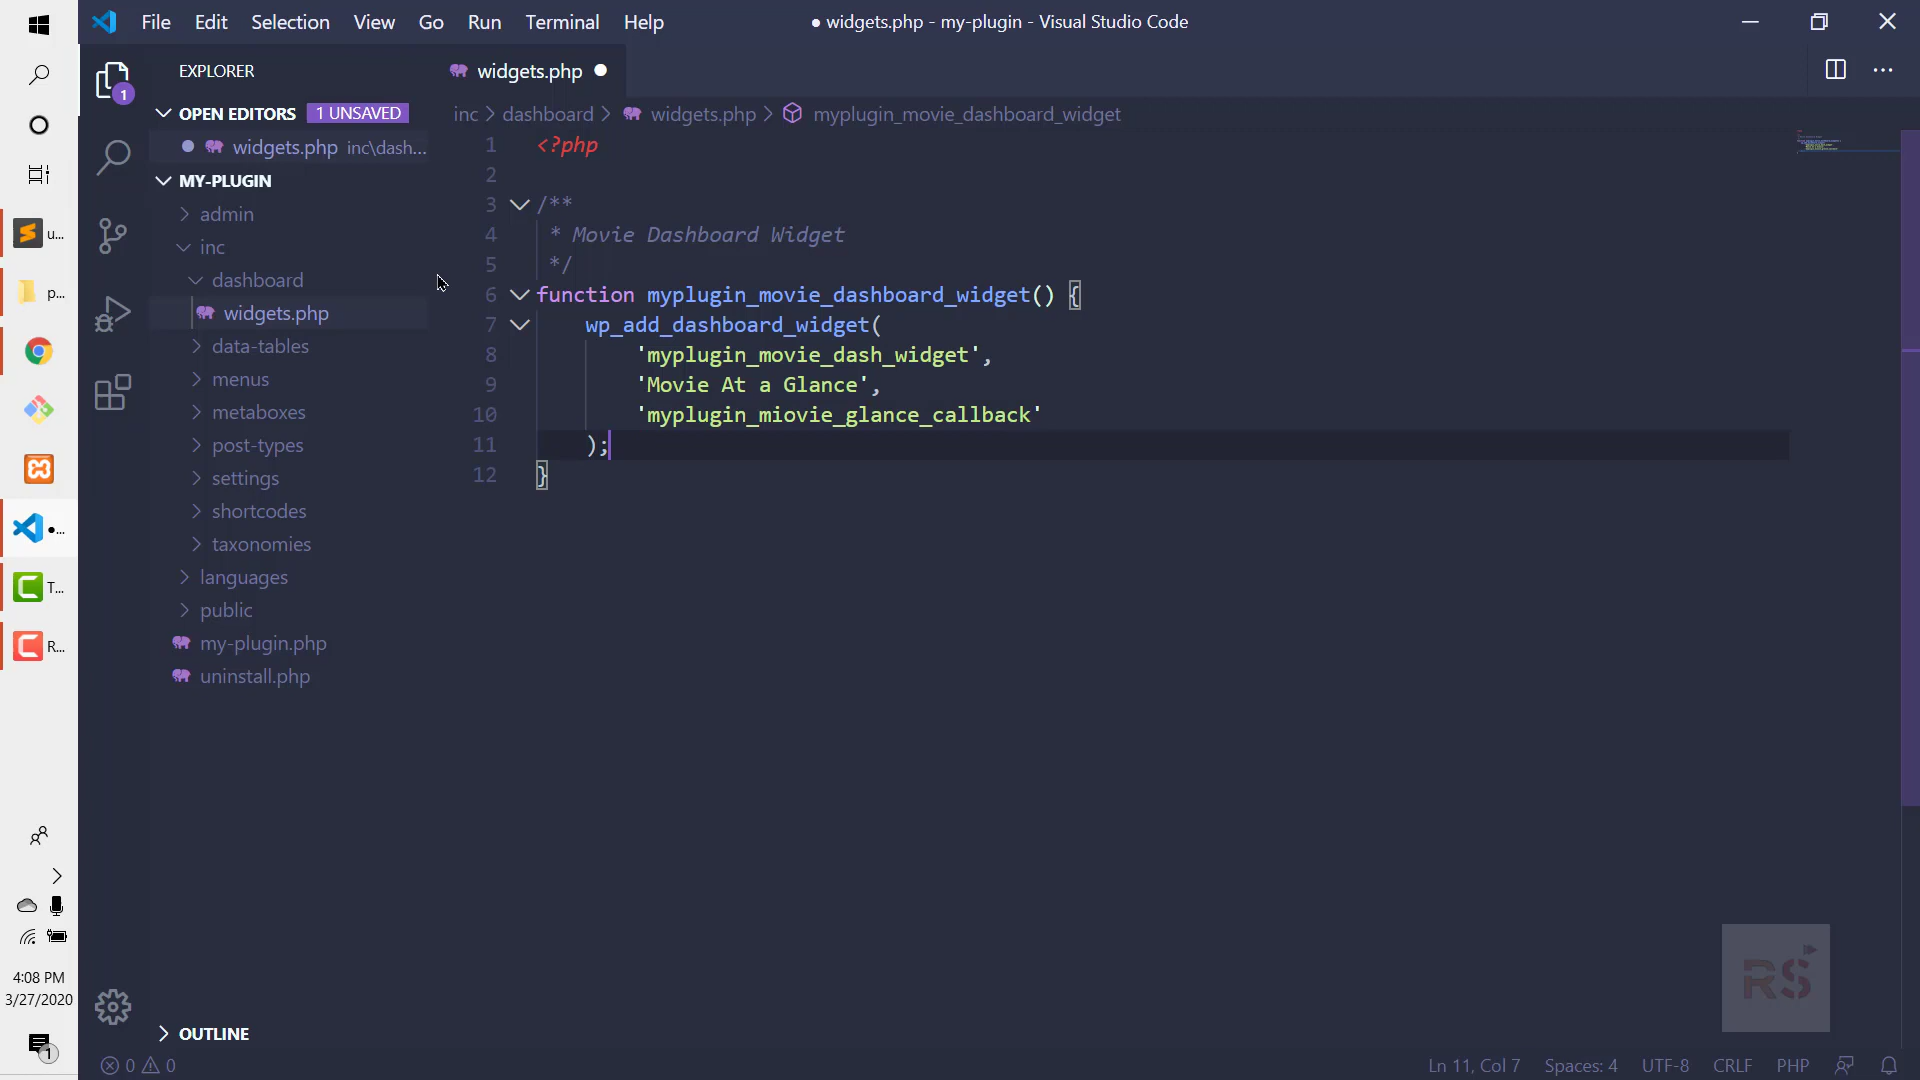 File Edit Selection View Go Run Terminal Help
● widgets.php - my-plugin - Visual Studio Code
EXPLORER
1
OPEN EDITORS 1 UNSAVED
widgets.php inc\dash...
MY-PLUGIN
admin
inc
dashboard
widgets.php
data-tables
menus
metaboxes
post-types
settings
shortcodes
taxonomies
languages
public
my-plugin.php
uninstall.php
OUTLINE
widgets.php
inc > dashboard > widgets.php > myplugin_movie_dashboard_widget
1 <?php
2
3 /**
4 * Movie Dashboard Widget
5 */
6 function myplugin_movie_dashboard_widget() {
7 wp_add_dashboard_widget(
8 'myplugin_movie_dash_widget',
9 'Movie At a Glance',
10 'myplugin_miovie_glance_callback'
11 );
12 }
u...
p...
●...
T...
R...
4:08 PM
3/27/2020
1
RS
0 0
Ln 11, Col 7 Spaces: 4 UTF-8 CRLF PHP